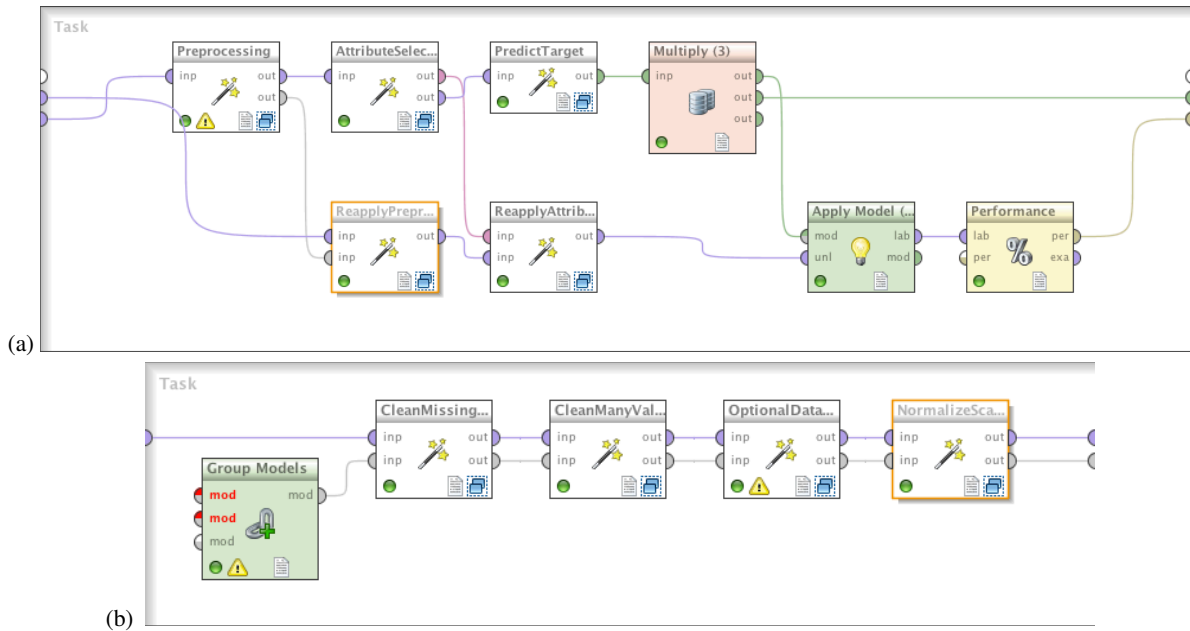 Task
Preprocessing
inp out
out
AttributeSelec...
inp out
out
PredictTarget
inp out
Multiply (3)
inp out
out
out
ReapplyPrepr...
inp out
inp
ReapplyAttrib...
inp out
inp
Apply Model (...
mod lab
unl mod
Performance
lab per
per exa
%
(a)
Task
CleanMissing...
inp out
inp out
CleanManyVal...
inp out
inp out
OptionalData...
inp out
inp out
NormalizeSca...
inp out
inp out
Group Models
mod mod
mod
mod
(b)